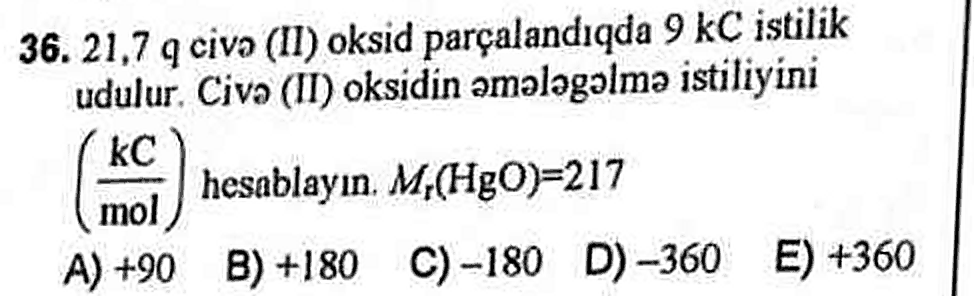 36. 21,7 q civə (II) oksid parçalandıqda 9 kC istilik
udulur. Civə (II) oksidin əmələgəlmə istiliyini
(kC/mol) hesablayın. Mᵣ(HgO)=217
A) +90 B) +180 C) –180 D) –360 E) +360